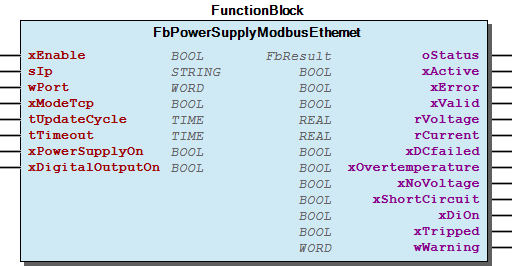 FunctionBlock
FbPowerSupplyModbusEthernet
xEnable BOOL FbResult oStatus
sIp STRING BOOL xActive
wPort WORD BOOL xError
xModeTcp BOOL BOOL xValid
tUpdateCycle TIME REAL rVoltage
tTimeout TIME REAL rCurrent
xPowerSupplyOn BOOL BOOL xDCfailed
xDigitalOutputOn BOOL BOOL xOvertemperature
BOOL xNoVoltage
BOOL xShortCircuit
BOOL xDiOn
BOOL xTripped
WORD wWarning